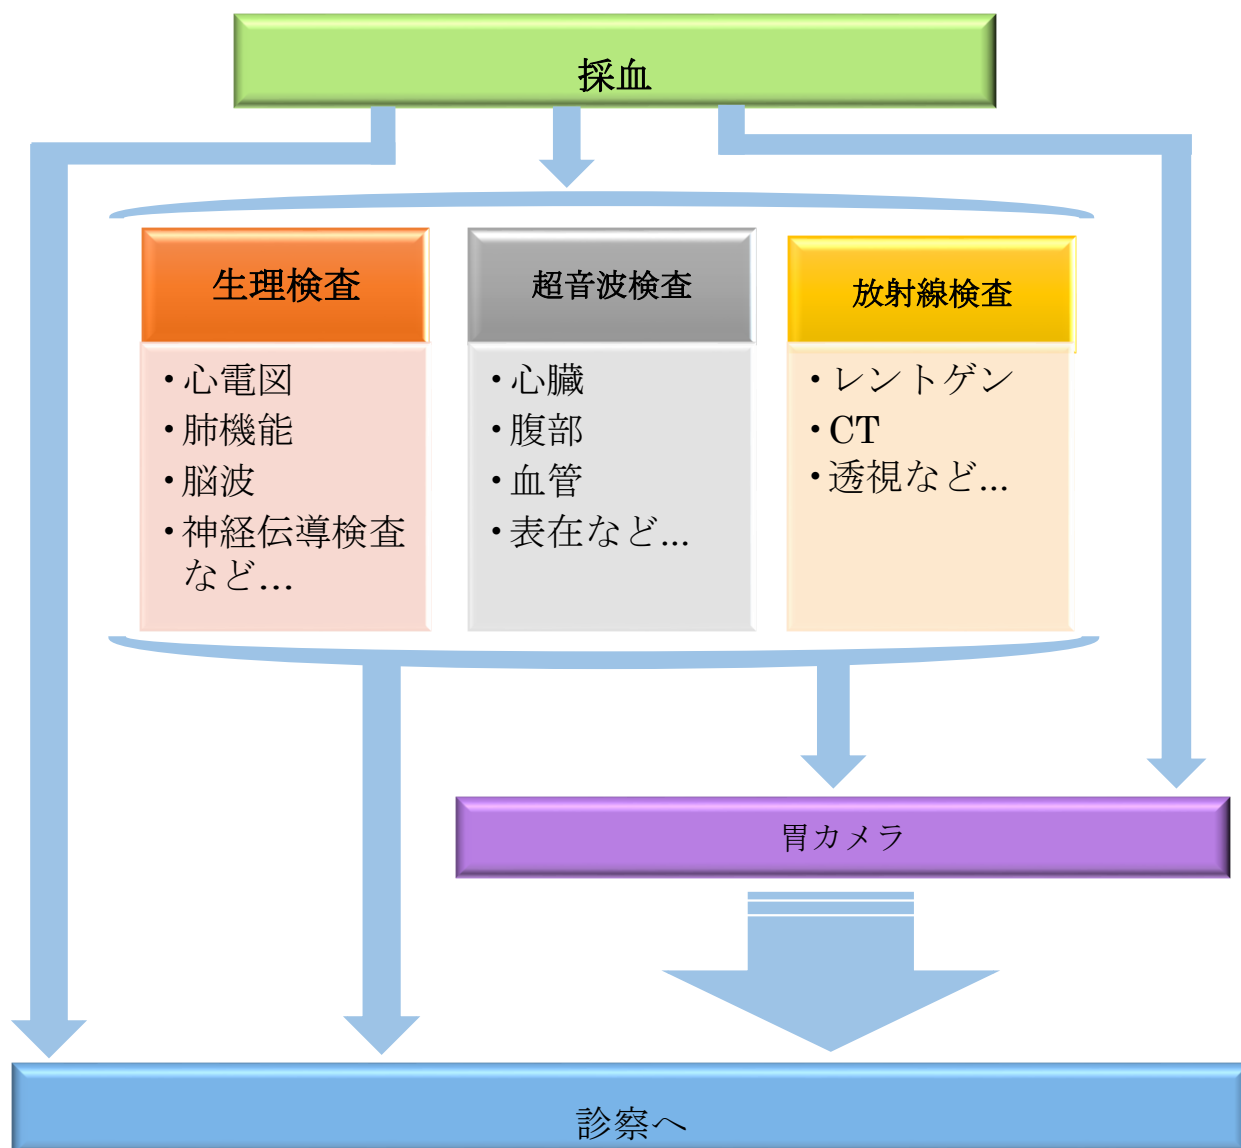 採血
生理検査
・心電図
・肺機能
・脳波
・神経伝導検査
など…
超音波検査
・心臓
・腹部
・血管
・表在など...
放射線検査
・レントゲン
・CT
・透視など...
胃カメラ
診察へ